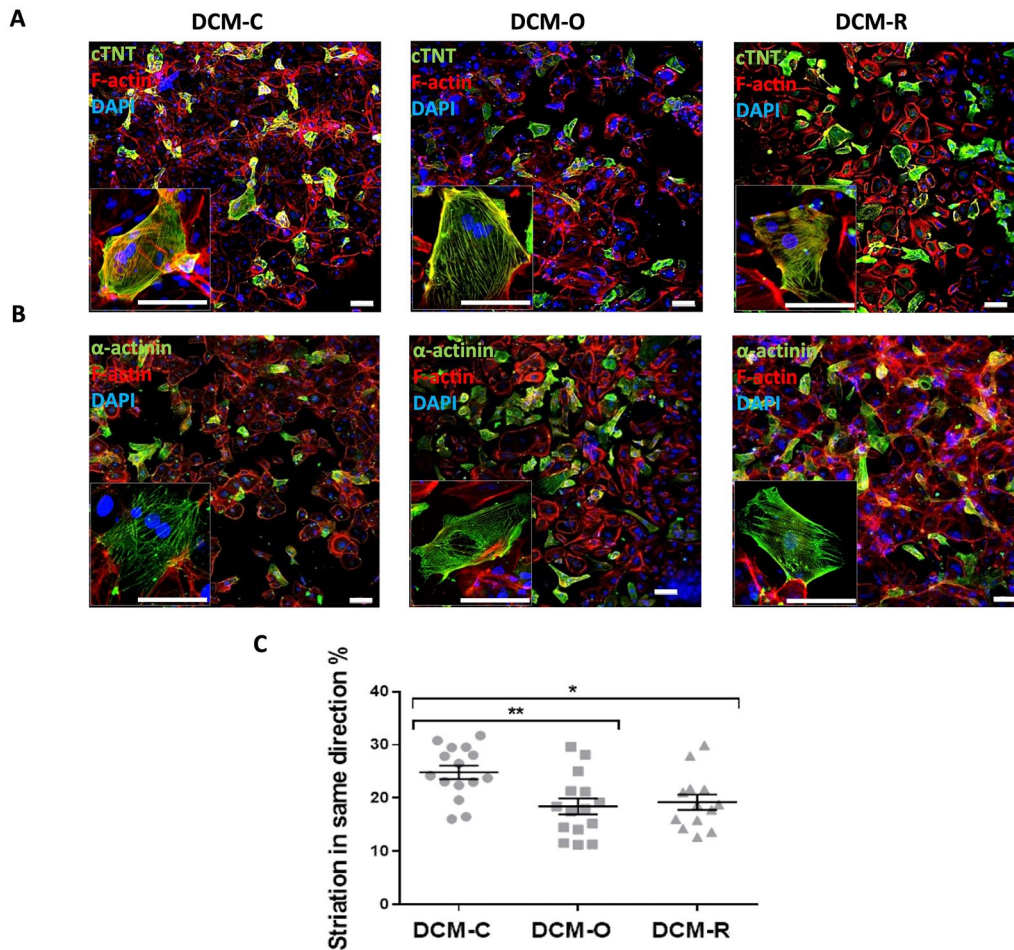 A
DCM-C
DCM-O
DCM-R
cTNT
F-actin
DAPI
cTNT
F-actin
DAPI
cTNT
F-actin
DAPI
B
α-actinin
F-actin
DAPI
α-actinin
F-actin
DAPI
α-actinin
F-actin
DAPI
C
Striation in same direction %
40
30
20
10
0
*
**
DCM-C
DCM-O
DCM-R